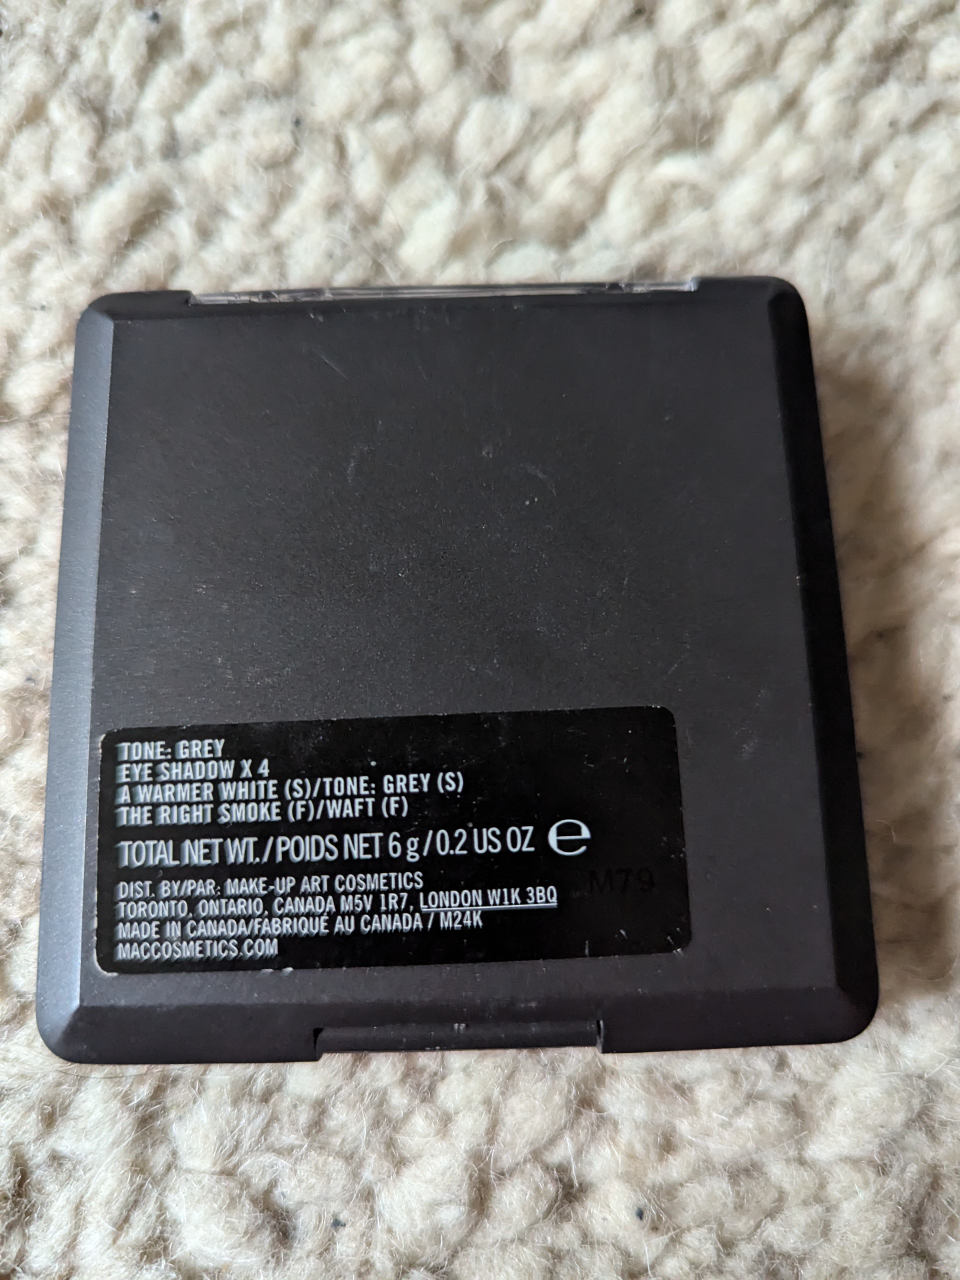 TONE: GREY
EYE SHADOW X 4
A WARMER WHITE (S)/TONE: GREY (S)
THE RIGHT SMOKE (F)/WAFT (F)
TOTAL NET WT./POIDS NET 6 g/0.2 US OZ e
DIST. BY/PAR: MAKE-UP ART COSMETICS
M79
TORONTO, ONTARIO, CANADA M5V 1R7, LONDON W1K 3BQ
MADE IN CANADA/FABRIQUÉ AU CANADA / M24K
MACCOSMETICS.COM